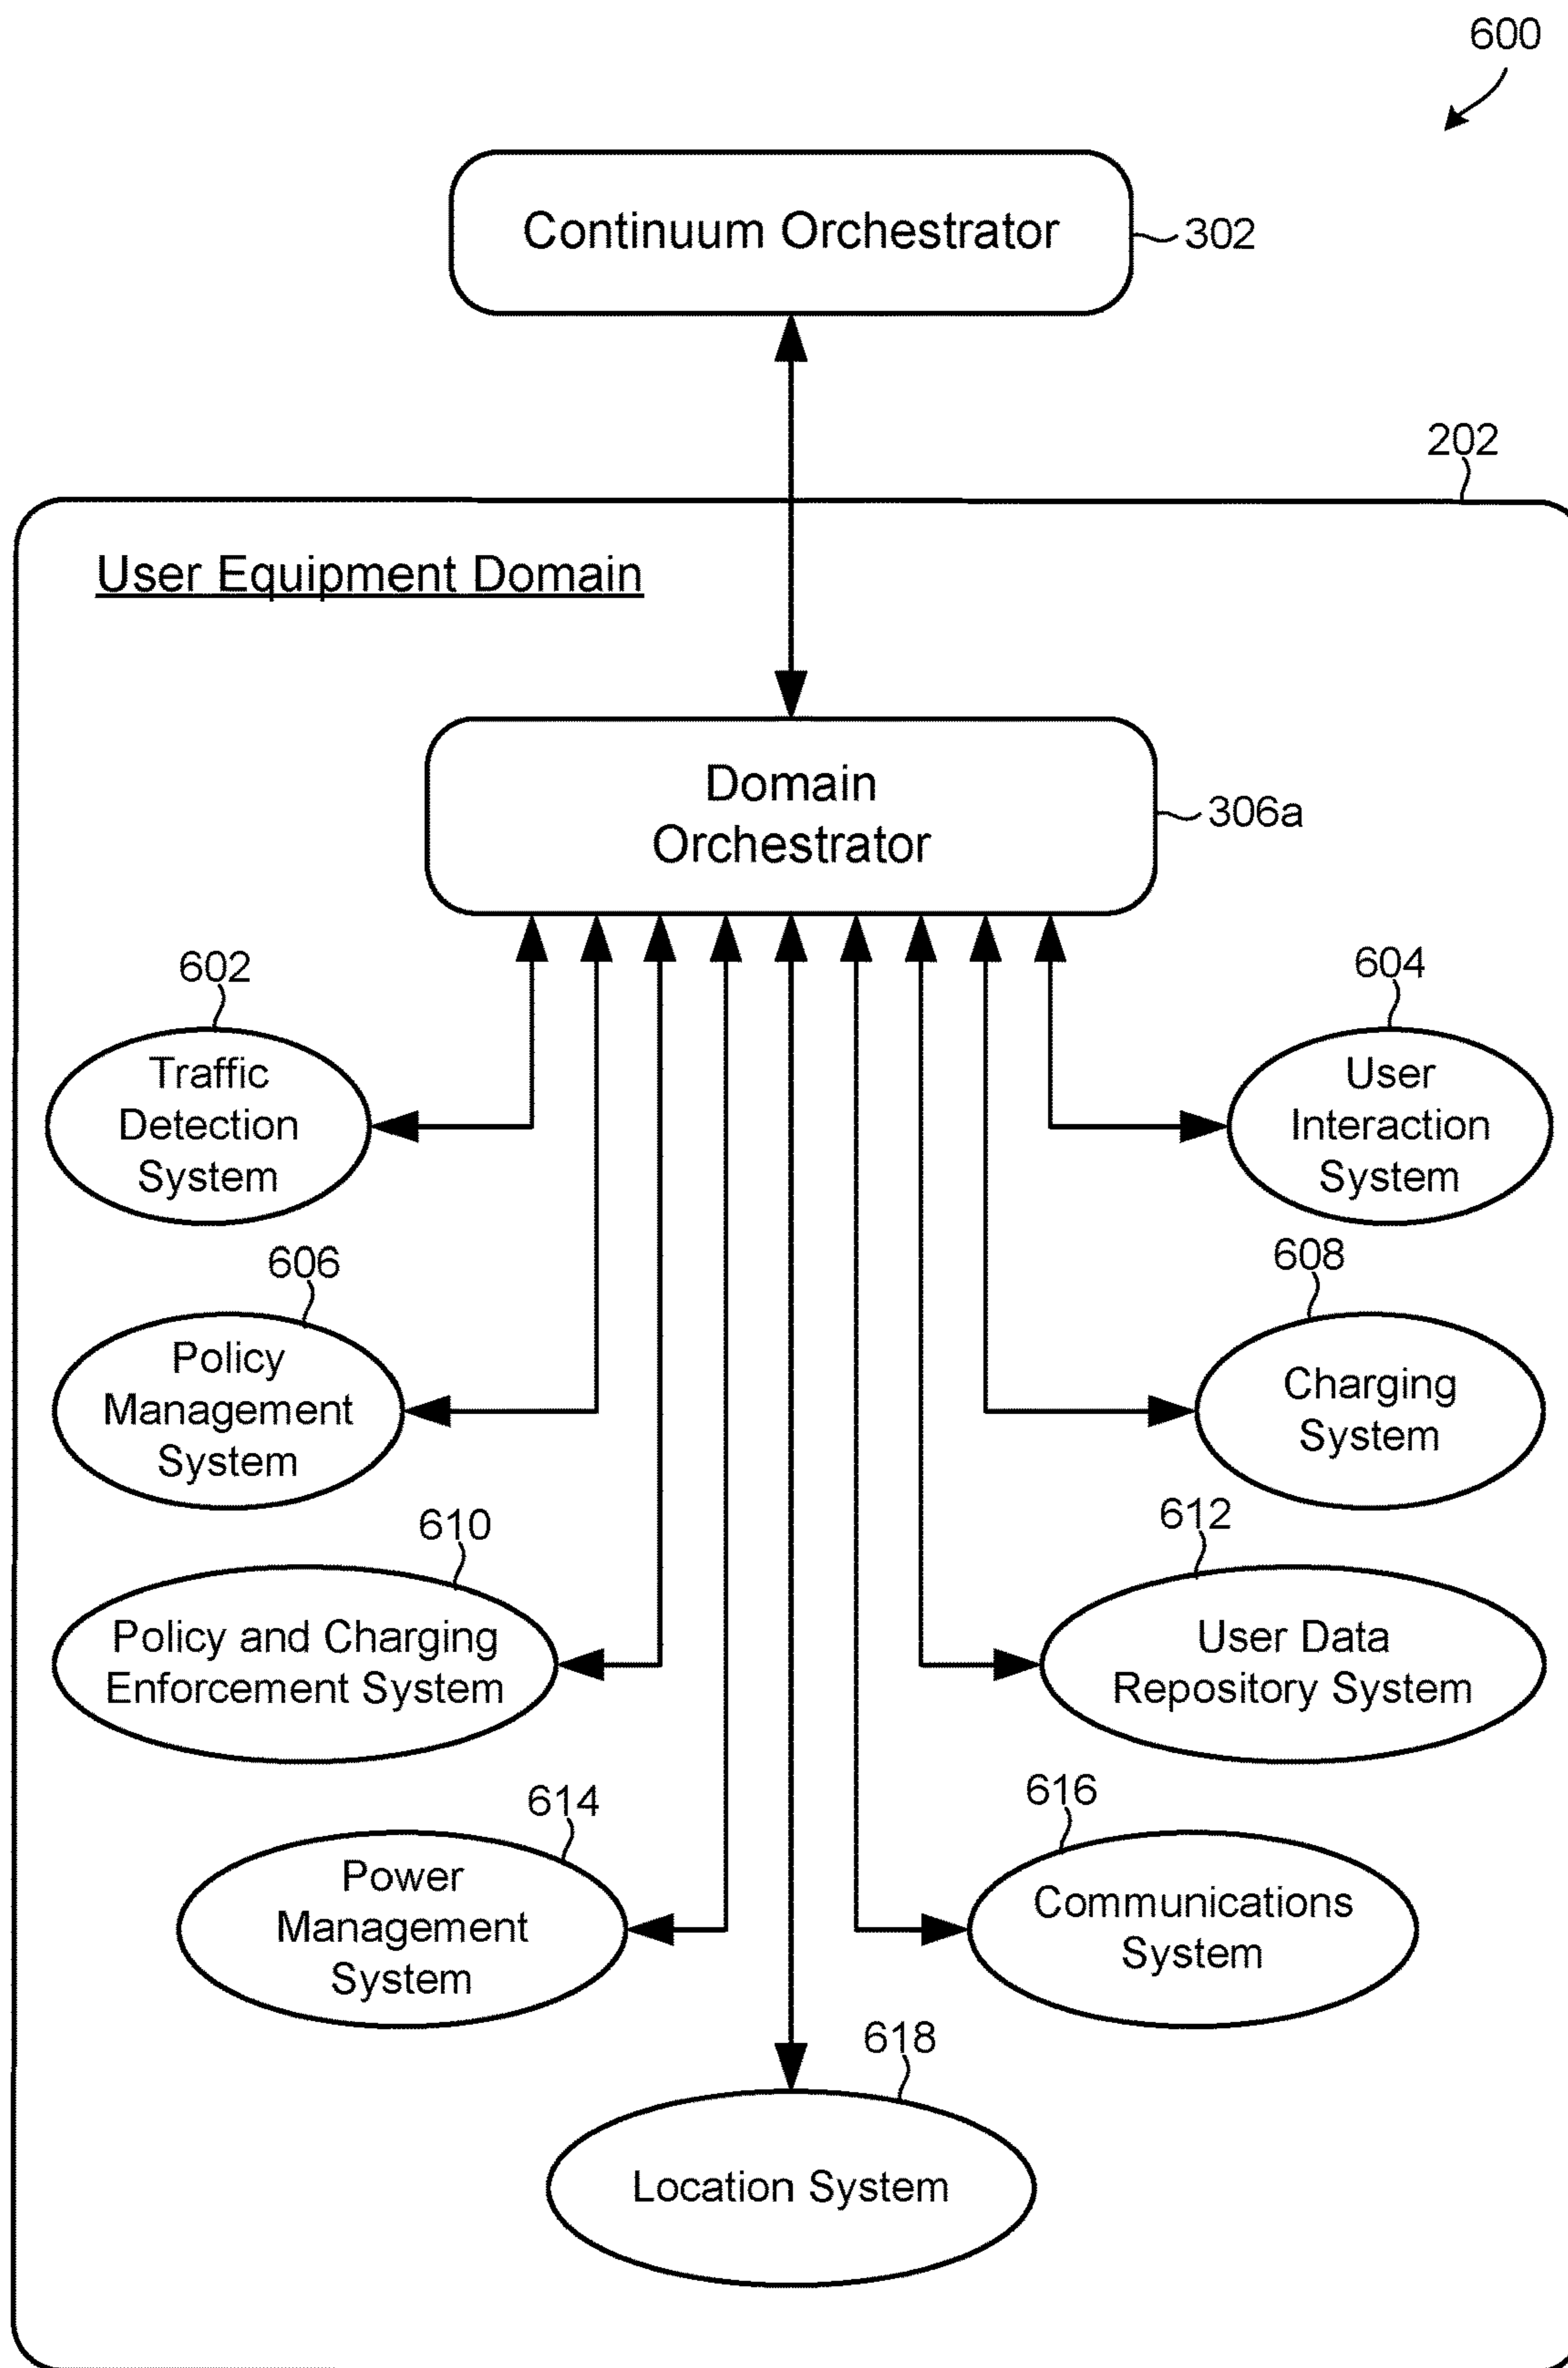 600
Continuum Orchestrator
302
202
User Equipment Domain
Domain
Orchestrator
306a
602
Traffic
Detection
System
604
User
Interaction
System
606
Policy
Management
System
608
Charging
System
610
Policy and Charging
Enforcement System
612
User Data
Repository System
614
Power
Management
System
616
Communications
System
618
Location System